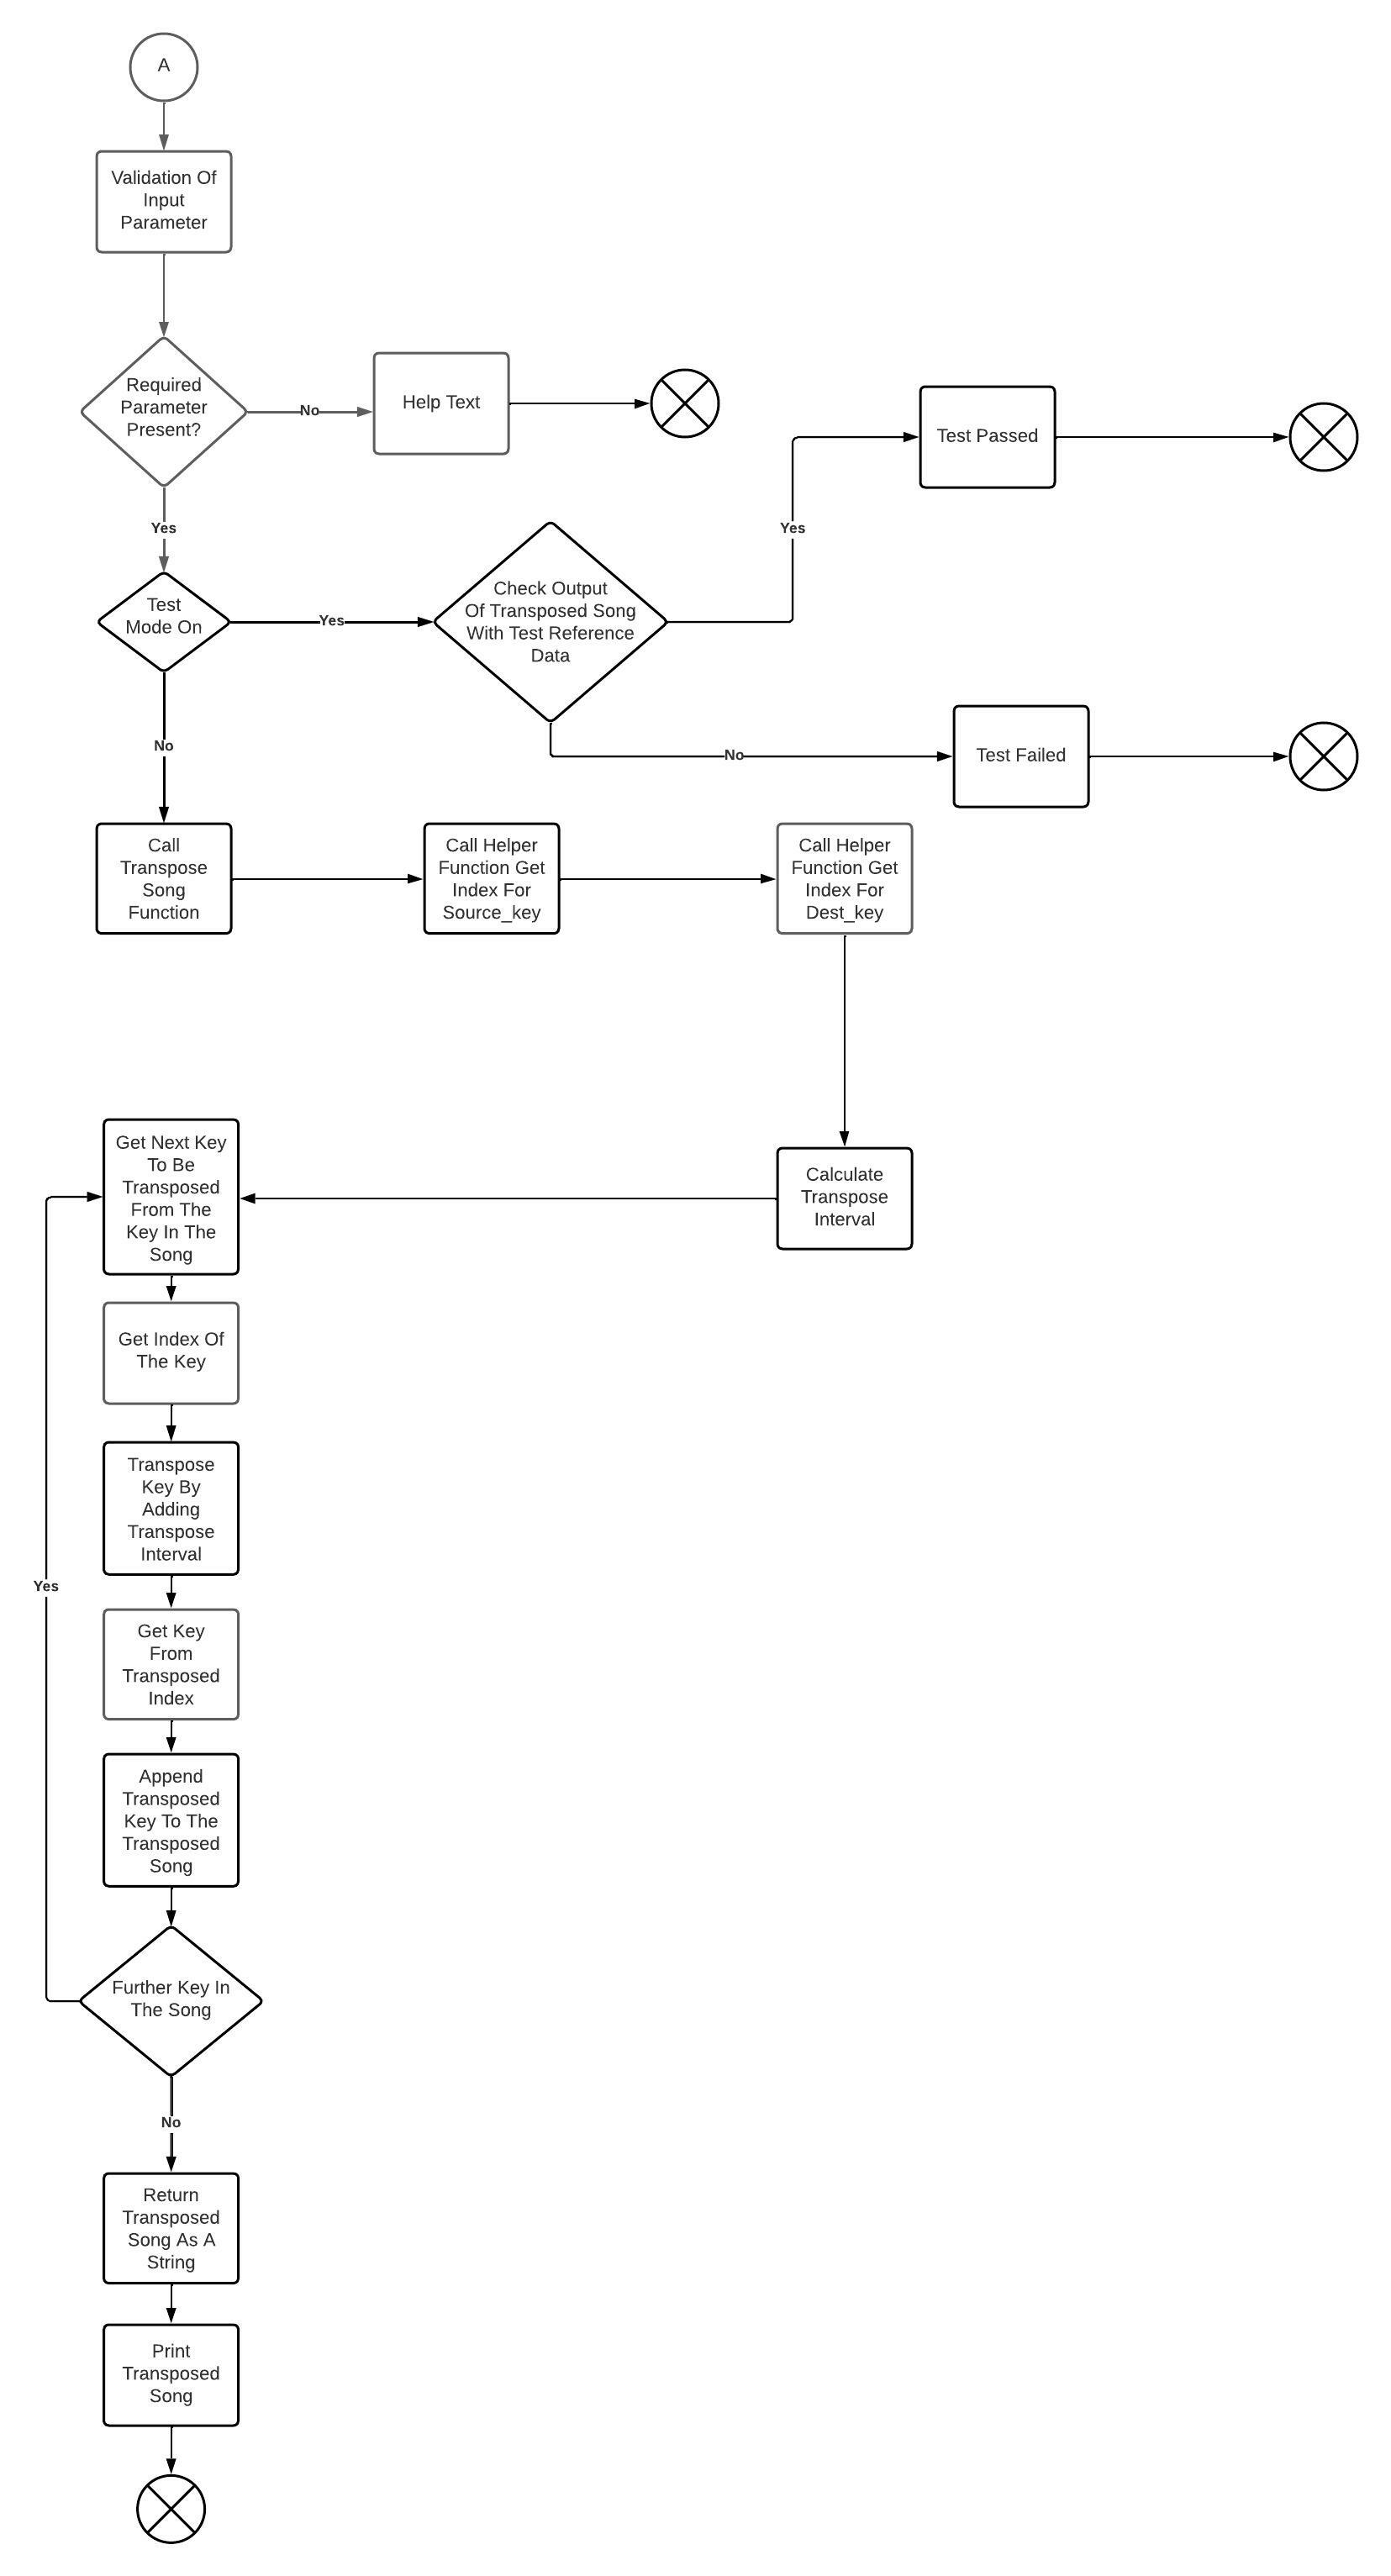 A
Validation Of
Input
Parameter
Required
Parameter
Present?
No
Help Text
Yes
Test Passed
Test
Mode On
Yes
Check Output
Of Transposed Song
With Test Reference
Data
Yes
No
Test Failed
No
Call
Transpose
Song
Function
Call Helper
Function Get
Index For
Source_key
Call Helper
Function Get
Index For
Dest_key
Calculate
Transpose
Interval
Get Next Key
To Be
Transposed
From The
Key In The
Song
Get Index Of
The Key
Transpose
Key By
Adding
Transpose
Interval
Yes
Get Key
From
Transposed
Index
Append
Transposed
Key To The
Transposed
Song
Further Key In
The Song
No
Return
Transposed
Song As A
String
Print
Transposed
Song